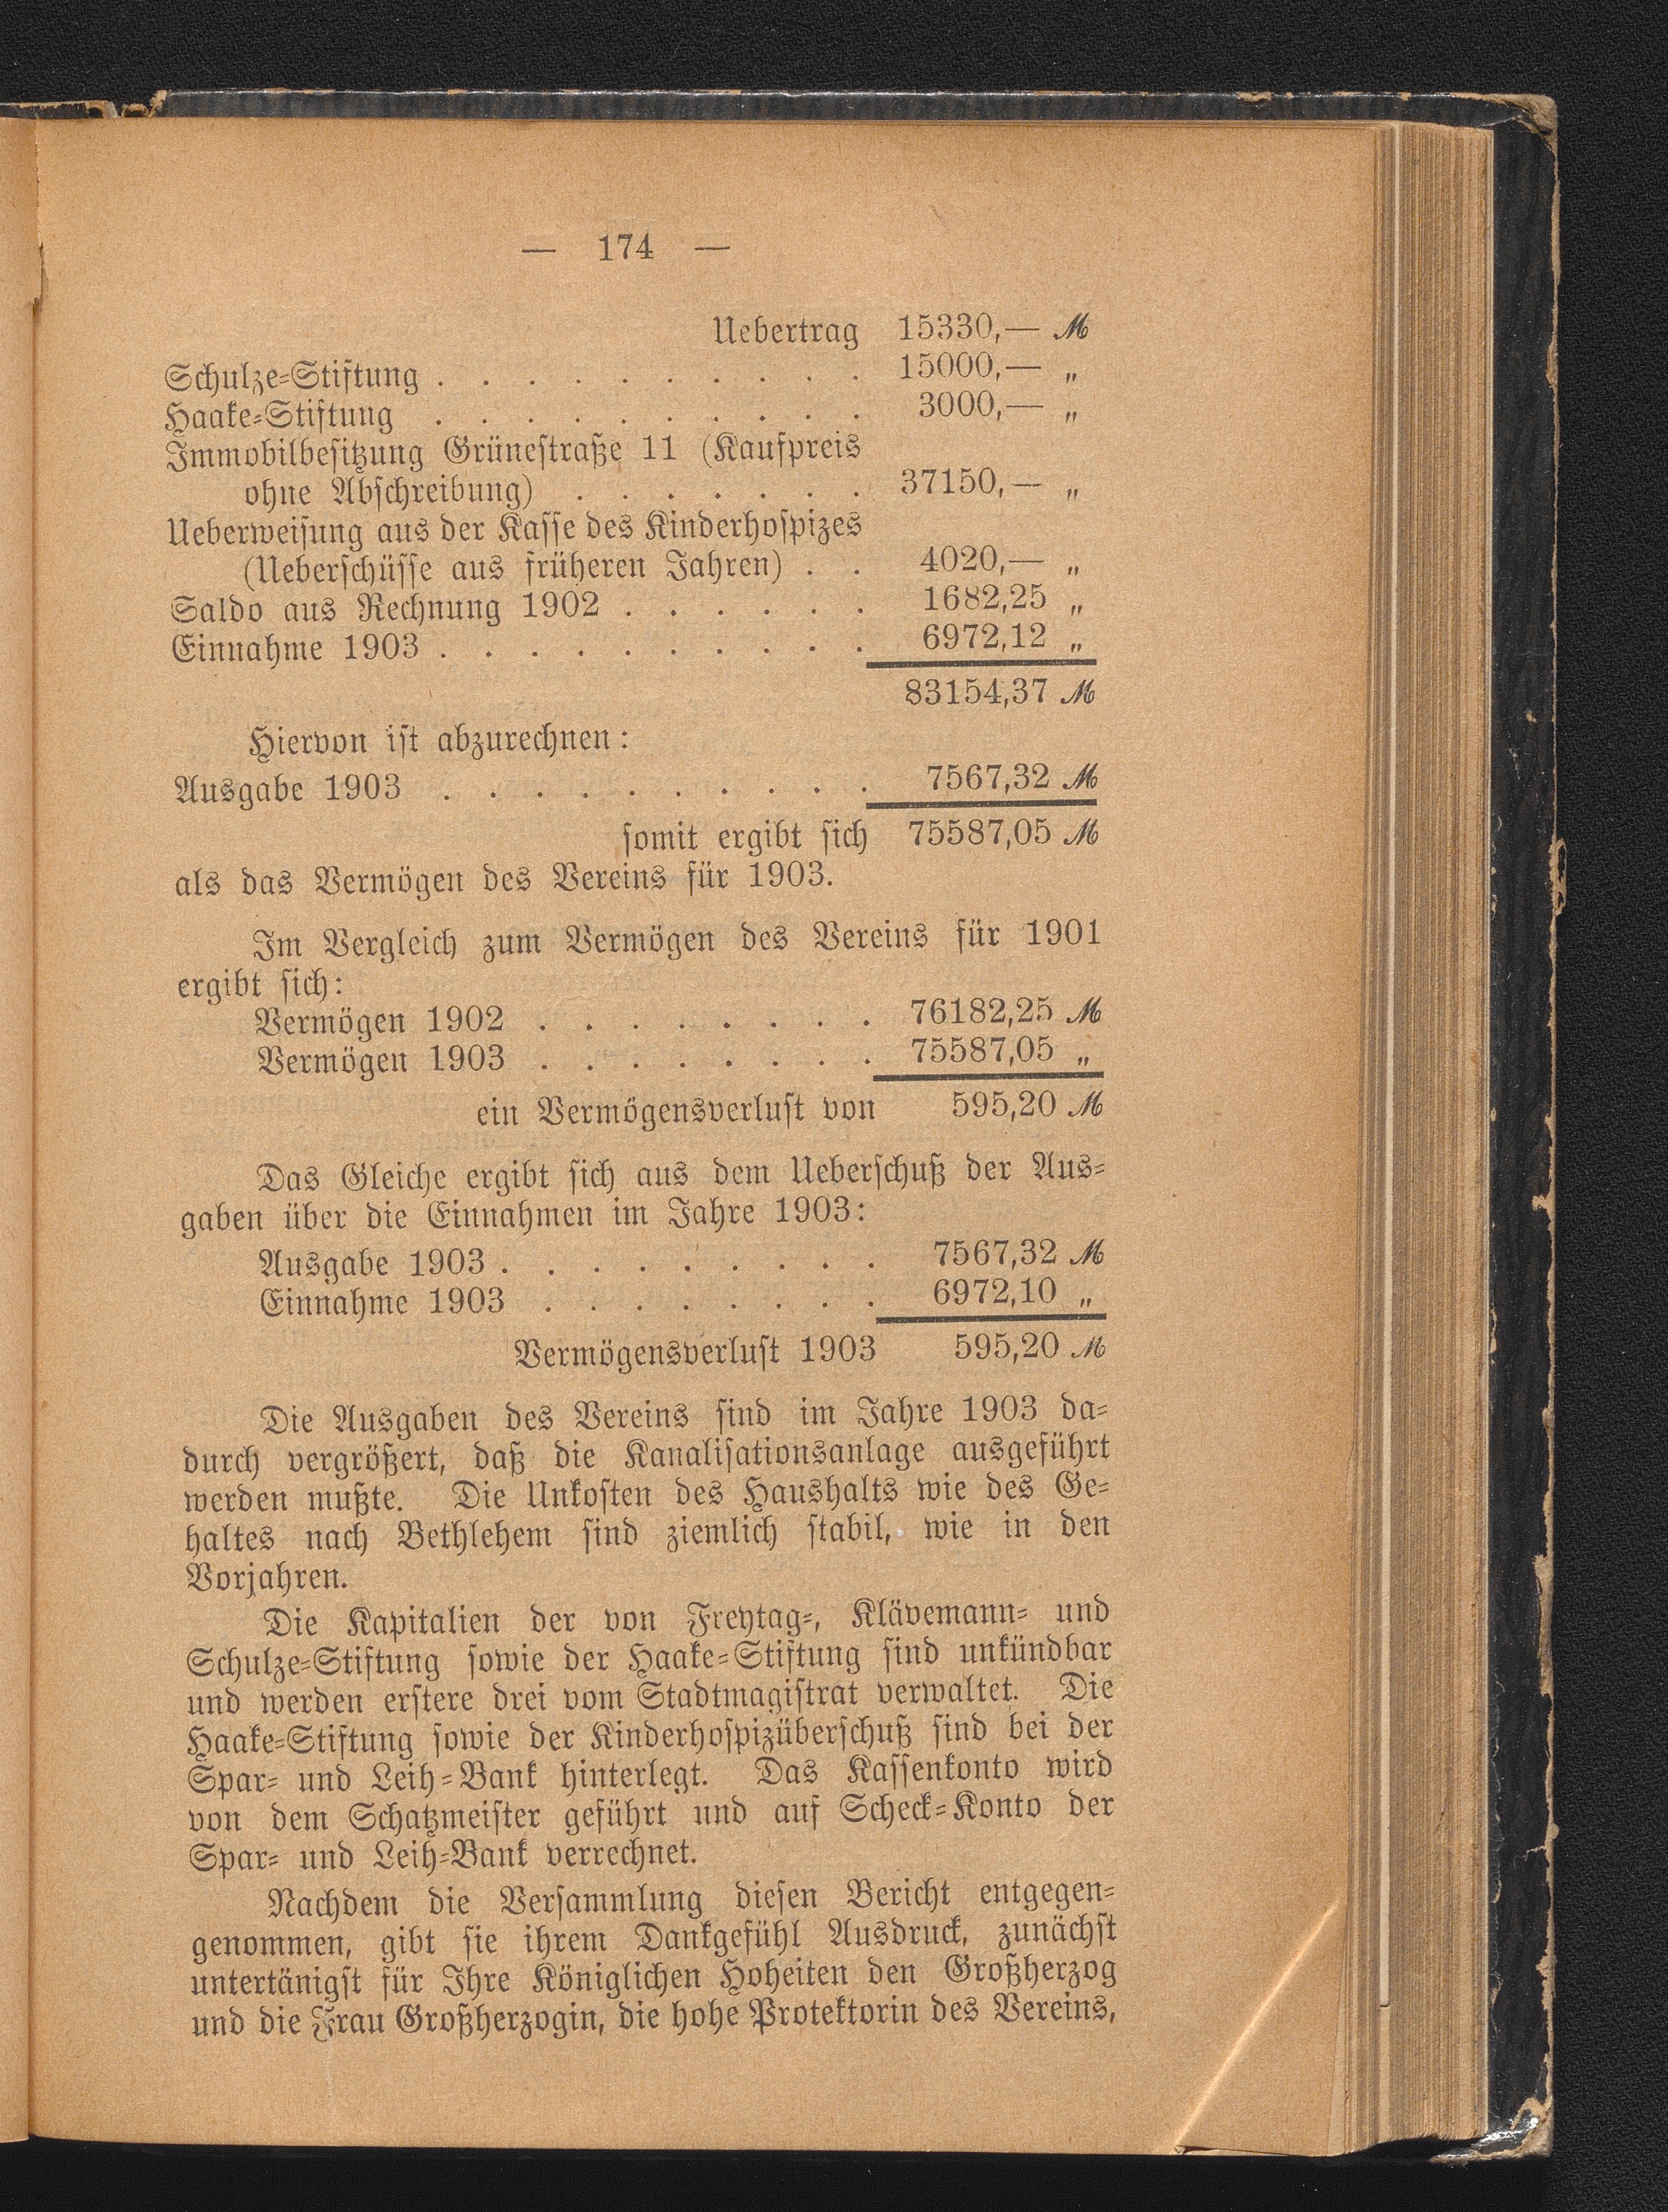 — 174 —
Uebertrag 15330,— ℳ
Schulze-Stiftung . . . . . . . . . . 15000,— „
Haake-Stiftung . . . . . . . . . . 3000,— „
Immobilbesitzung Grünestraße 11 (Kaufpreis
ohne Abschreibung) . . . . . . . 37150,— „
Ueberweisung aus der Kasse des Kinderhospizes
(Ueberschüsse aus früheren Jahren) . . 4020,— „
Saldo aus Rechnung 1902 . . . . . . 1682,25 „
Einnahme 1903 . . . . . . . . . . 6972,12 „
83154,37 ℳ
Hiervon ist abzurechnen:
Ausgabe 1903 . . . . . . . . . . 7567,32 ℳ
somit ergibt sich 75587,05 ℳ
als das Vermögen des Vereins für 1903.
Im Vergleich zum Vermögen des Vereins für 1901
ergibt sich:
Vermögen 1902 . . . . . . . . 76182,25 ℳ
Vermögen 1903 . . . . . . . . 75587,05 „
ein Vermögensverlust von 595,20 ℳ
Das Gleiche ergibt sich aus dem Ueberschuß der Aus-
gaben über die Einnahmen im Jahre 1903:
Ausgabe 1903 . . . . . . . . . 7567,32 ℳ
Einnahme 1903 . . . . . . . . 6972,10 „
Vermögensverlust 1903 595,20 ℳ
Die Ausgaben des Vereins sind im Jahre 1903 da-
durch vergrößert, daß die Kanalisationsanlage ausgeführt
werden mußte. Die Unkosten des Haushalts wie des Ge-
haltes nach Bethlehem sind ziemlich stabil, wie in den
Vorjahren.
Die Kapitalien der von Freytag-, Klävemann- und
Schulze-Stiftung sowie der Haake-Stiftung sind unkündbar
und werden erstere drei vom Stadtmagistrat verwaltet. Die
Haake-Stiftung sowie der Kinderhospizüberschuß sind bei der
Spar- und Leih-Bank hinterlegt. Das Kassenkonto wird
von dem Schatzmeister geführt und auf Scheck-Konto der
Spar- und Leih-Bank verrechnet.
Nachdem die Versammlung diesen Bericht entgegen-
genommen, gibt sie ihrem Dankgefühl Ausdruck, zunächst
untertänigst für Ihre Königlichen Hoheiten den Großherzog
und die Frau Großherzogin, die hohe Protektorin des Vereins,